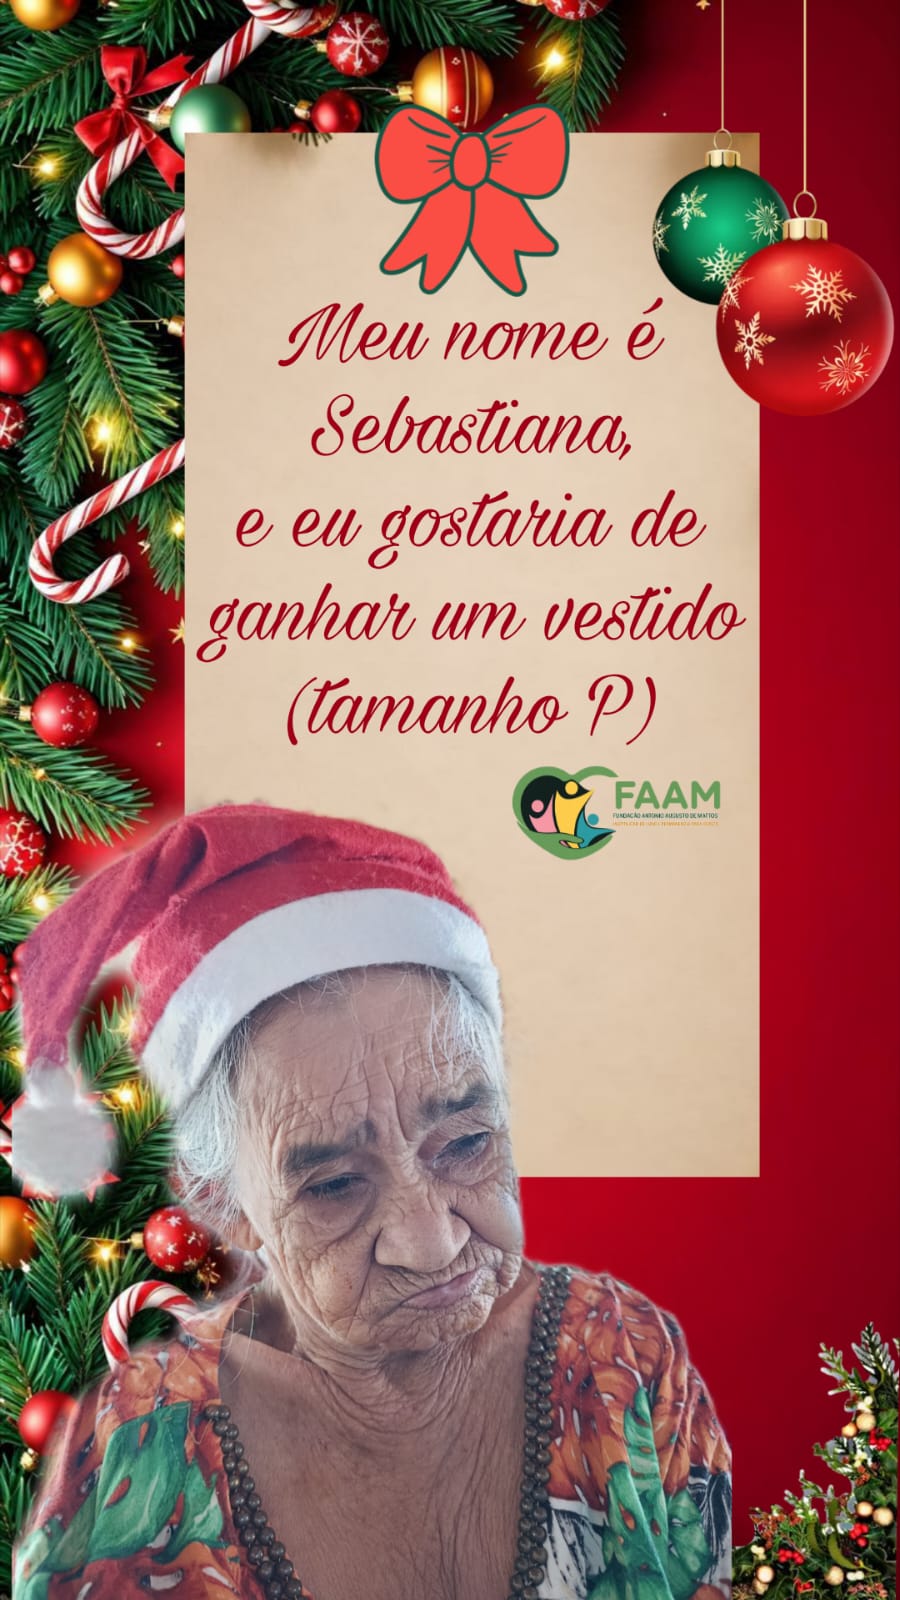 Meu nome é
Sebastiana,
e eu gostaria de
ganhar um vestido
(tamanho P)
FAAM
FUNDAÇÃO ANTONIO AUGUSTO DE MATTOS